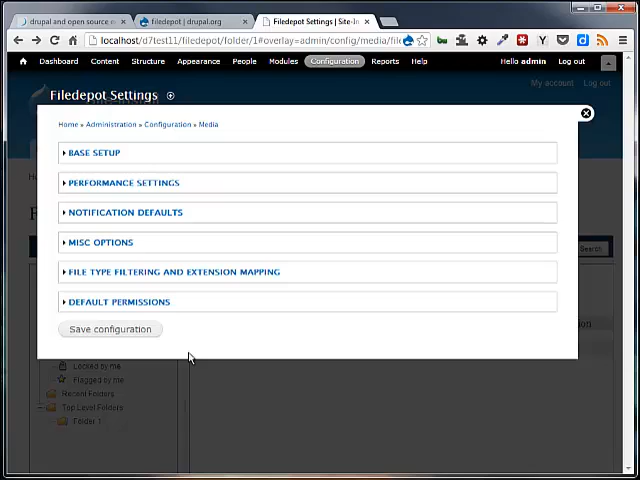 drupal and open source n
filedepot | drupal.org
Filedepot Settings | Site-In
localhost/d7test11/filedepot/folder/1#overlay=admin/config/media/file
Dashboard Content Structure Appearance People Modules Configuration Reports Help Hello admin Log out
My account Log out
Filedepot Settings
Home » Administration » Configuration » Media
BASE SETUP
PERFORMANCE SETTINGS
NOTIFICATION DEFAULTS
MISC OPTIONS
Search
FILE TYPE FILTERING AND EXTENSION MAPPING
DEFAULT PERMISSIONS
Save configuration
Locked by me
Flagged by me
Recent Folders
Top Level Folders
Folder 1